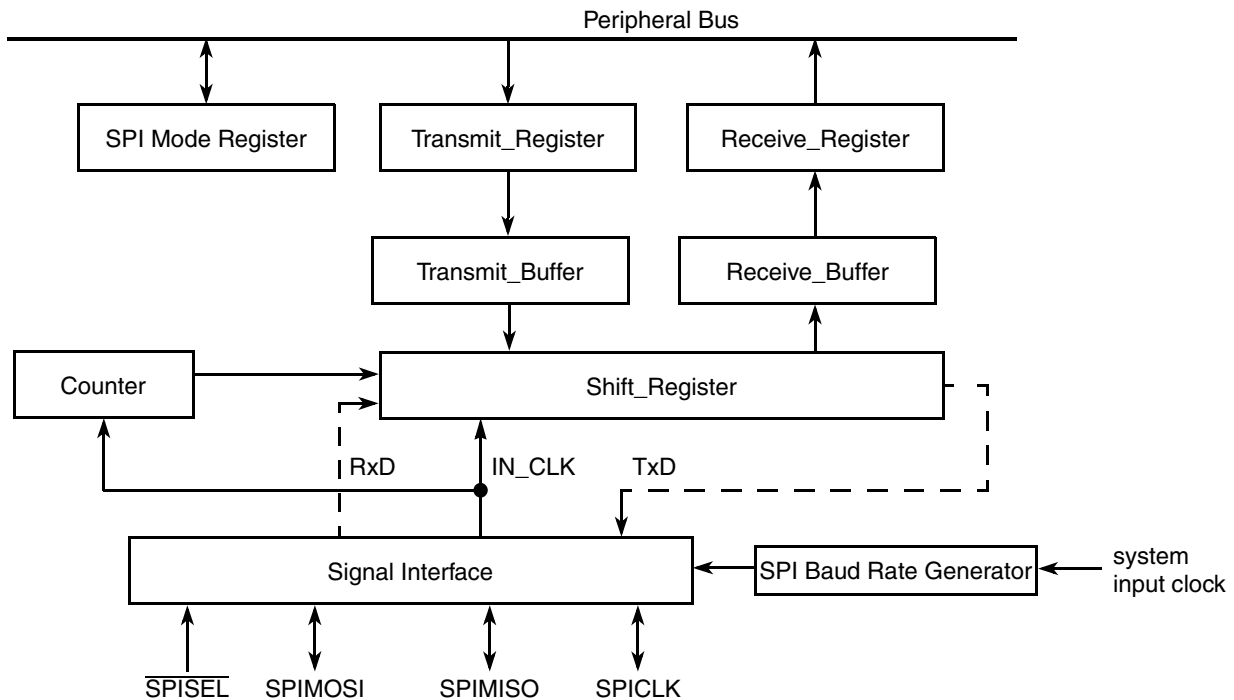 Peripheral Bus
SPI Mode Register
Transmit_Register
Receive_Register
Transmit_Buffer
Receive_Buffer
Counter
Shift_Register
RxD
IN_CLK
TxD
Signal Interface
SPI Baud Rate Generator
system
input clock
SPISEL
SPIMOSI
SPIMISO
SPICLK